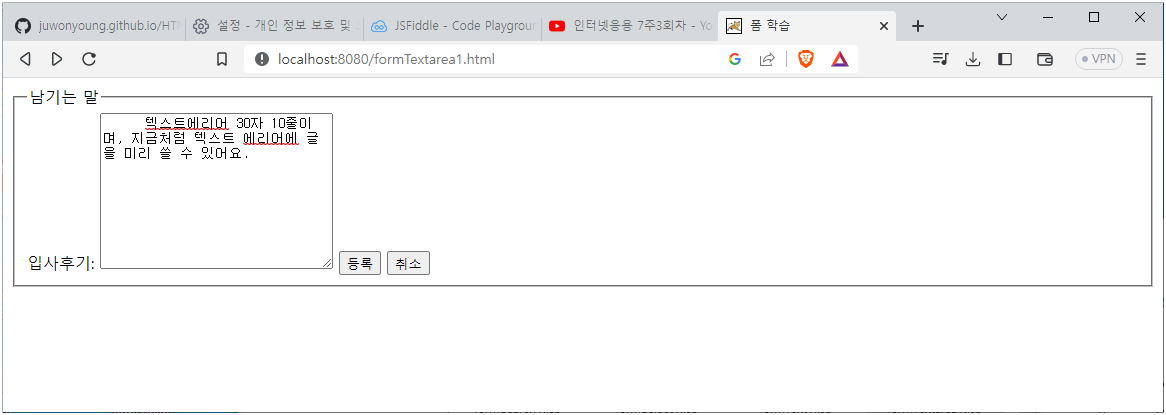 juwonyoung.github.io/HTM
설정 - 개인 정보 보호 및
JSFiddle - Code Playgroun
인터넷응용 7주3회차 - Yo
폼 학습
localhost:8080/formTextarea1.html
VPN
남기는 말
텍스트에리어 30자 10줄이
며, 지금처럼 텍스트 에리어에 글
을 미리 쓸 수 있어요.
입사후기:
등록
취소